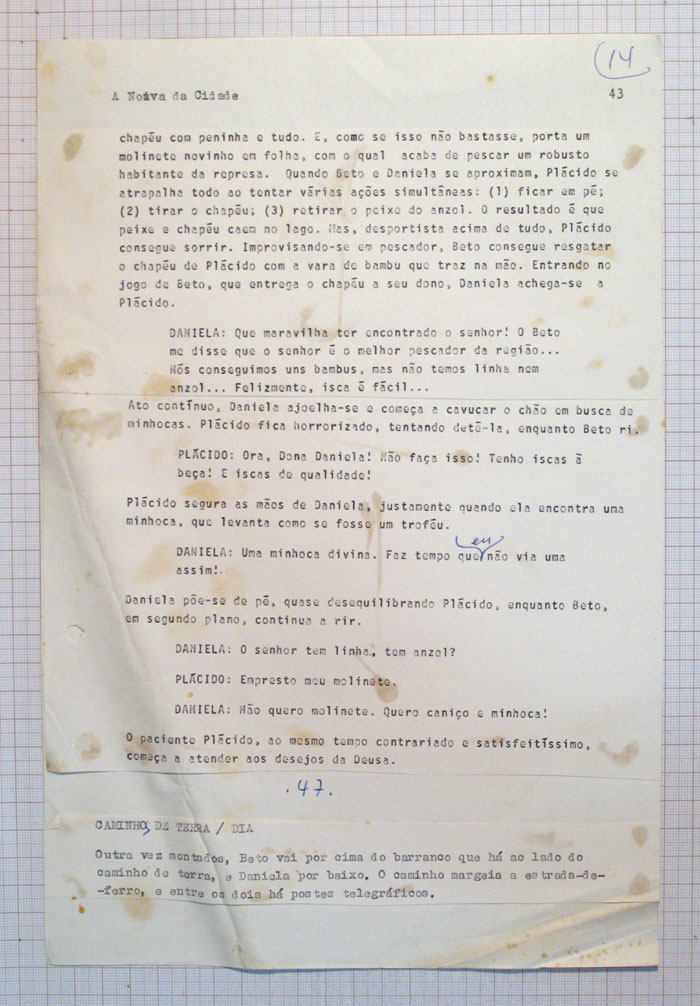 14
A Noiva da Cidade 43
chapéu com peninha e tudo. E, como se isso não bastasse, porta um
molinete novinho em folha, com o qual acaba de pescar um robusto
habitante da represa. Quando Beto e Daniela se aproximam, Plácido se
atrapalha todo ao tentar várias ações simultâneas: (1) ficar em pé;
(2) tirar o chapéu; (3) retirar o peixe do anzol. O resultado é que
peixe e chapéu caem no lago. Mas, desportista acima de tudo, Plácido
consegue sorrir. Improvisando-se em pescador, Beto consegue resgatar
o chapéu de Plácido com a vara de bambu que traz na mão. Entrando no
jogo de Beto, que entrega o chapéu a seu dono, Daniela achega-se a
Plácido.
DANIELA: Que maravilha ter encontrado o senhor! O Beto
me disse que o senhor é o melhor pescador da região...
Nós conseguimos uns bambus, mas não temos linha nem
anzol... Felizmente, isca é fácil...
Ato contínuo, Daniela ajoelha-se e começa a cavucar o chão em busca de
minhocas. Plácido fica horrorizado, tentando detê-la, enquanto Beto ri.
PLÁCIDO: Ora, Dona Daniela! Não faça isso! Tenho iscas ã
beça! E iscas de qualidade!
Plácido segura as mãos de Daniela, justamente quando ela encontra uma
minhoca, que levanta como se fosse um troféu.
eu
DANIELA: Uma minhoca divina. Faz tempo que não via uma
assim!
Daniela põe-se de pé, quase desequilibrando Plácido, enquanto Beto,
em segundo plano, continua a rir.
DANIELA: O senhor tem linha, tem anzol?
PLÁCIDO: Empresto meu molinete.
DANIELA: Não quero molinete. Quero caniço e minhoca!
O paciente Plácido, ao mesmo tempo contrariado e satisfeitíssimo,
começa a atender aos desejos da Deusa.
.47.
CAMINHO DE TERRA / DIA
Outra vez montados, Beto vai por cima do barranco que há ao lado do
caminho de terra, e Daniela por baixo. O caminho margeia a estrada-de-
-ferro, e entre os dois há postes telegráficos.